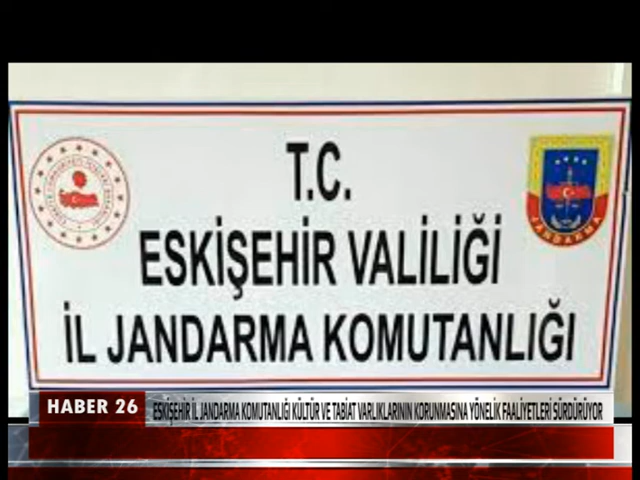 T.C.
ESKİŞEHİR VALİLİĞİ
İL JANDARMA KOMUTANLIĞI
JANDARMA
HABER 26
ESKİŞEHİR İL JANDARMA KOMUTANLIĞI KÜLTÜR VE TABİAT VARLIKLARININ KORUNMASINA YÖNELİK FAALİYETLERİ SÜRDÜRÜYOR